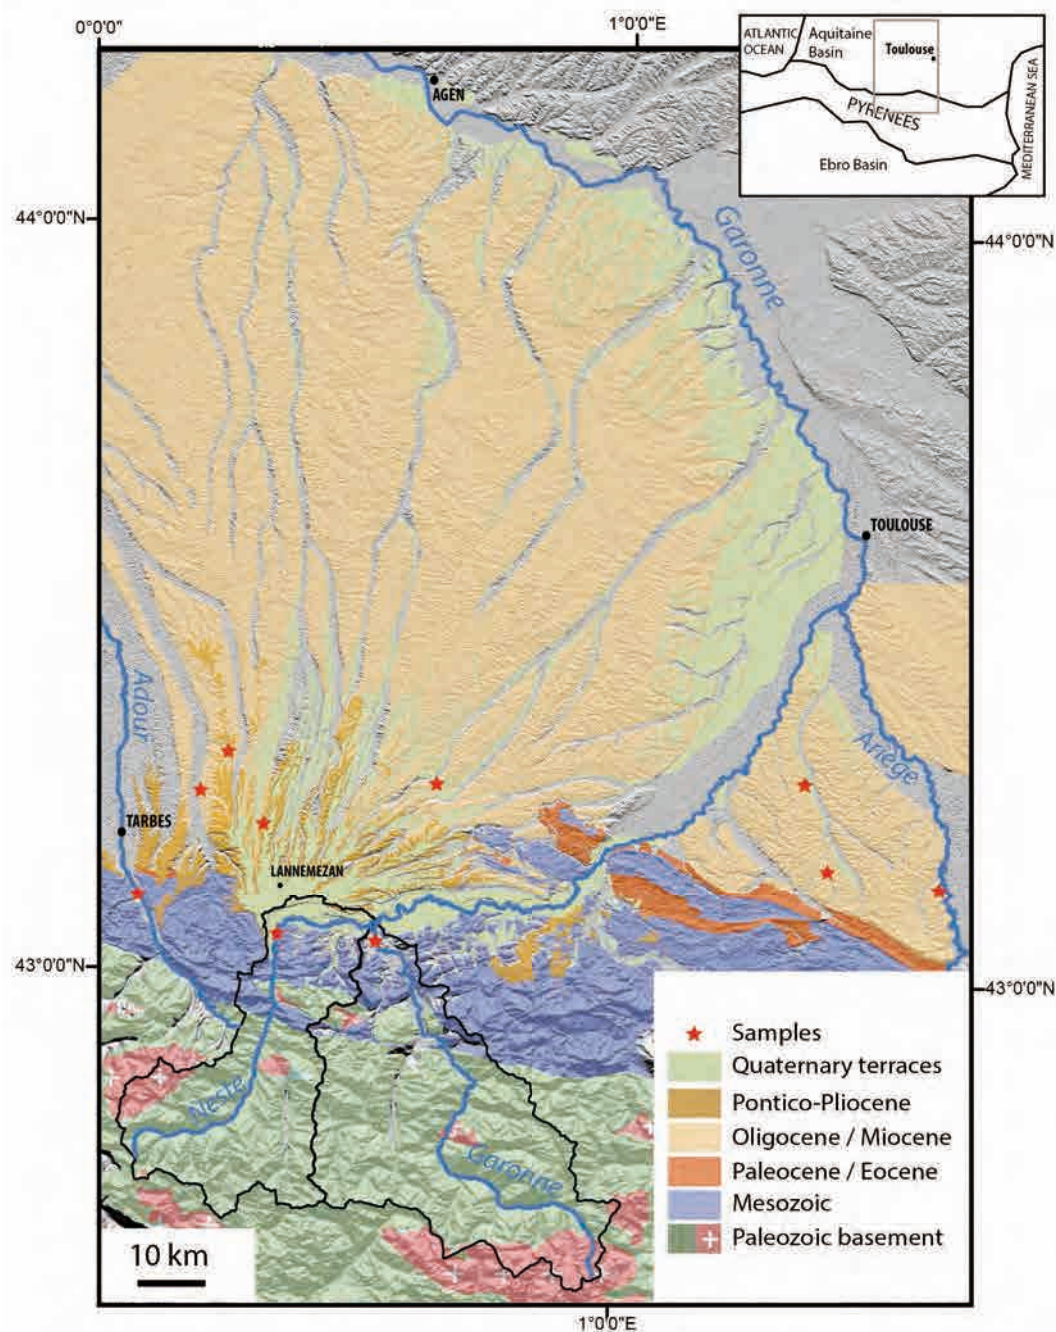 0°0'0"
1°0'0"E
ATLANTIC
OCEAN
Aquitaine
Basin
Toulouse
PYRENEES
Ebro Basin
MEDITERRANEAN SEA
AGEN
44°0'0"N
44°0'0"N
Garonne
TOULOUSE
Adour
Ariège
TARBES
LANNEMEZAN
43°0'0"N
43°0'0"N
Neste
Garonne
Samples
Quaternary terraces
Pontico-Pliocene
Oligocene / Miocene
Paleocene / Eocene
Mesozoic
Paleozoic basement
10 km
1°0'0"E